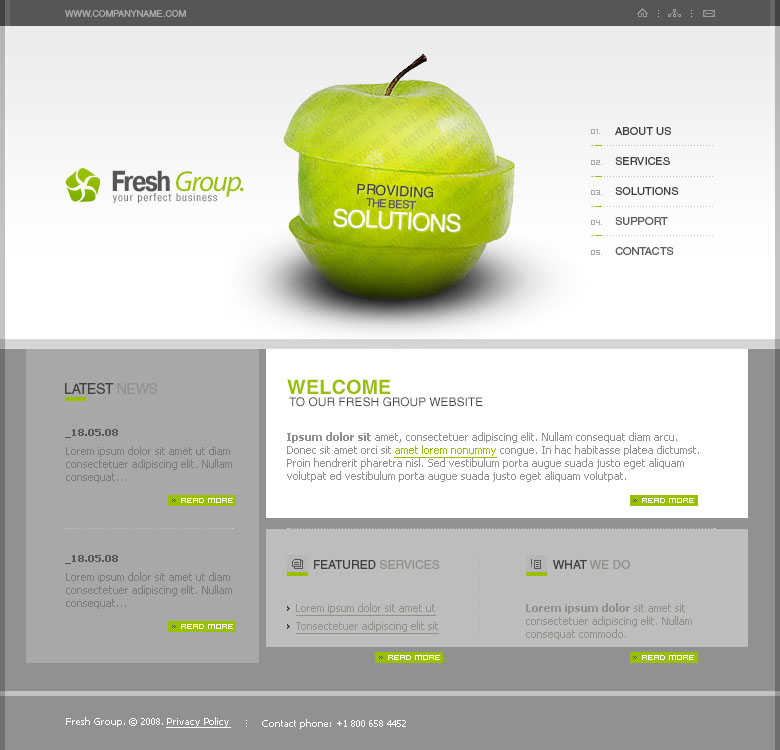 WWW.COMPANYNAME.COM
Fresh Group.
your perfect business
PROVIDING
THE BEST
SOLUTIONS
01. ABOUT US
02. SERVICES
03. SOLUTIONS
04. SUPPORT
05. CONTACTS
LATEST NEWS
_18.05.08
Lorem ipsum dolor sit amet ut diam
consectetuer adipiscing elit. Nullam
consequat...
» READ MORE
_18.05.08
Lorem ipsum dolor sit amet ut diam
consectetuer adipiscing elit. Nullam
consequat...
» READ MORE
WELCOME
TO OUR FRESH GROUP WEBSITE
Ipsum dolor sit amet, consectetuer adipiscing elit. Nullam consequat diam arcu.
Donec sit amet orci sit amet lorem nonummy congue. In hac habitasse platea dictumst.
Proin hendrerit pharetra nisl. Sed vestibulum porta augue suada justo eget aliquam
volutpat ed vestibulum porta augue suada justo eget aliquam volutpat.
» READ MORE
FEATURED SERVICES
Lorem ipsum dolor sit amet ut
Tonsectetuer adipiscing elit sit
» READ MORE
WHAT WE DO
Lorem ipsum dolor sit amet sit
consectetuer adipiscing elit. Nullam
consequat commodo.
» READ MORE
Fresh Group. © 2008. Privacy Policy
Contact phone: +1 800 658 4452